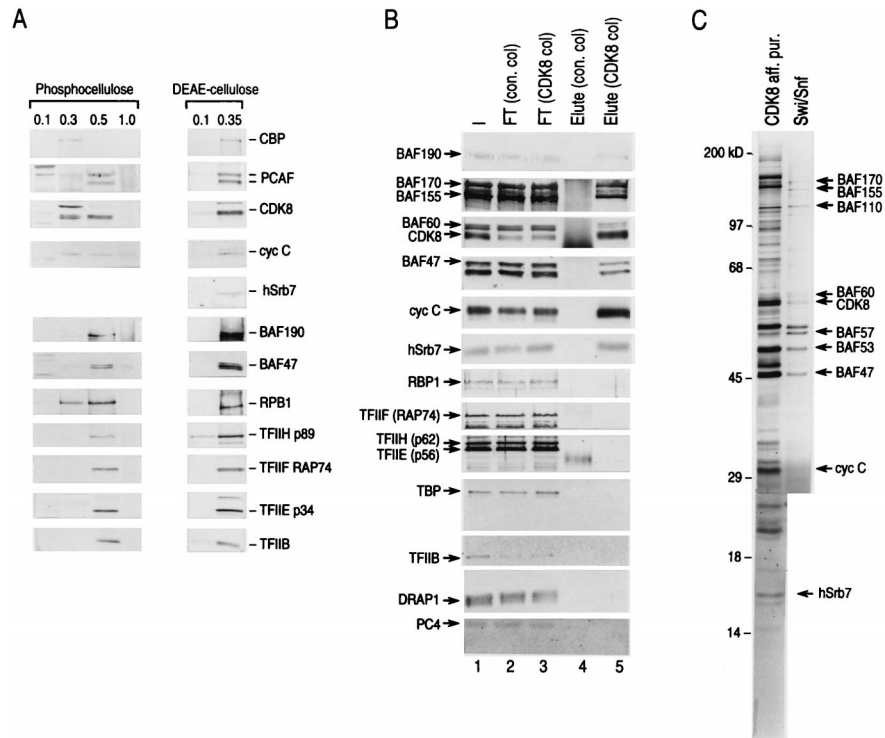 A
Phosphocellulose
DEAE-cellulose
0.1 0.3 0.5 1.0
0.1 0.35
CBP
PCAF
CDK8
cyc C
hSrb7
BAF190
BAF47
RPB1
TFIIH p89
TFIIF RAP74
TFIIE p34
TFIIB
B
I
FT (con. col)
FT (CDK8 col)
Elute (con. col)
Elute (CDK8 col)
BAF190
BAF170
BAF155
BAF60
CDK8
BAF47
cyc C
hSrb7
RBP1
TFIIF (RAP74)
TFIIH (p62)
TFIIE (p56)
TBP
TFIIB
DRAP1
PC4
1 2 3 4 5
C
CDK8 aff. pur.
Swi/Snf
200 kD
97
68
45
29
18
14
BAF170
BAF155
BAF110
BAF60
CDK8
BAF57
BAF53
BAF47
cyc C
hSrb7